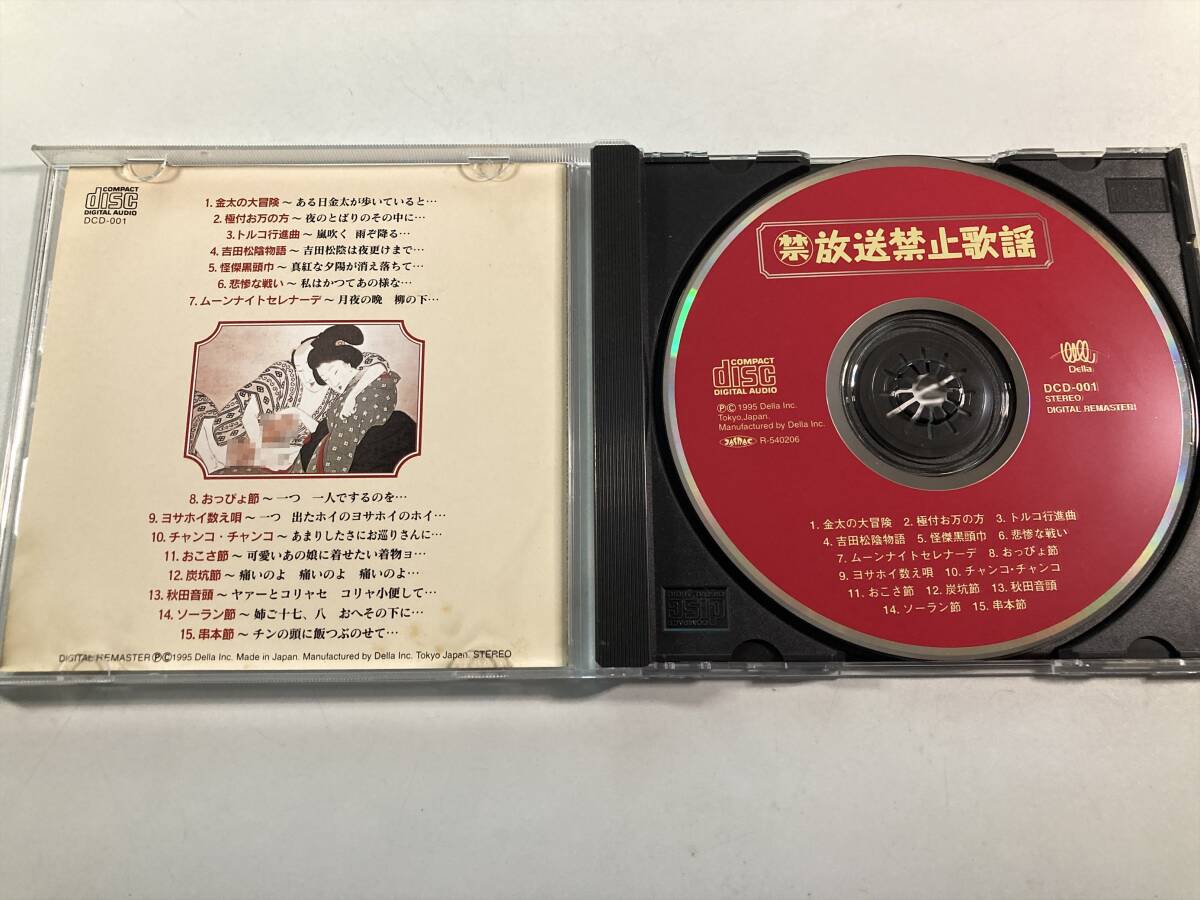 COMPACT
disc
DIGITAL AUDIO
DCD-001
1. 金太の大冒険 ～ ある日金太が歩いていると…
2. 極付お万の方 ～ 夜のとばりのその中に…
3. トルコ行進曲 ～ 嵐吹く 雨ぞ降る…
4. 吉田松陰物語 ～ 吉田松陰は夜更けまで…
5. 怪傑黒頭巾 ～ 真紅な夕陽が消え落ちて…
6. 悲惨な戦い ～ 私はかつてあの様な…
7. ムーンナイトセレナーデ ～ 月夜の晩 柳の下…
8. おっぴょ節 ～ 一つ 一人でするのを…
9. ヨサホイ数え唄 ～ 一つ 出たホイのヨサホイのホイ…
10. チャンコ・チャンコ ～ あまりしたさにお巡りさんに…
11. おこさ節 ～ 可愛いあの娘に着せたい着物ョ…
12. 炭坑節 ～ 痛いのよ 痛いのよ 痛いのよ…
13. 秋田音頭 ～ ヤァーとコリャセ コリャ小便して…
14. ソーラン節 ～ 姉ご十七、八 おへその下に…
15. 串本節 ～ チンの頭に飯つぶのせて…
DIGITAL REMASTER ⓅⒸ1995 Della Inc. Made in Japan. Manufactured by Della Inc. Tokyo Japan. STEREO
㊙禁 放送禁止歌謡
COMPACT
disc
DIGITAL AUDIO
ⓅⒸ 1995 Della Inc.
Tokyo,Japan.
Manufactured by Della Inc.
JASRAC R-540206
Della
DCD-001
STEREO
DIGITAL REMASTER
1. 金太の大冒険 2. 極付お万の方 3. トルコ行進曲
4. 吉田松陰物語 5. 怪傑黒頭巾 6. 悲惨な戦い
7. ムーンナイトセレナーデ 8. おっぴょ節
9. ヨサホイ数え唄 10. チャンコ・チャンコ
11. おこさ節 12. 炭坑節 13. 秋田音頭
14. ソーラン節 15. 串本節